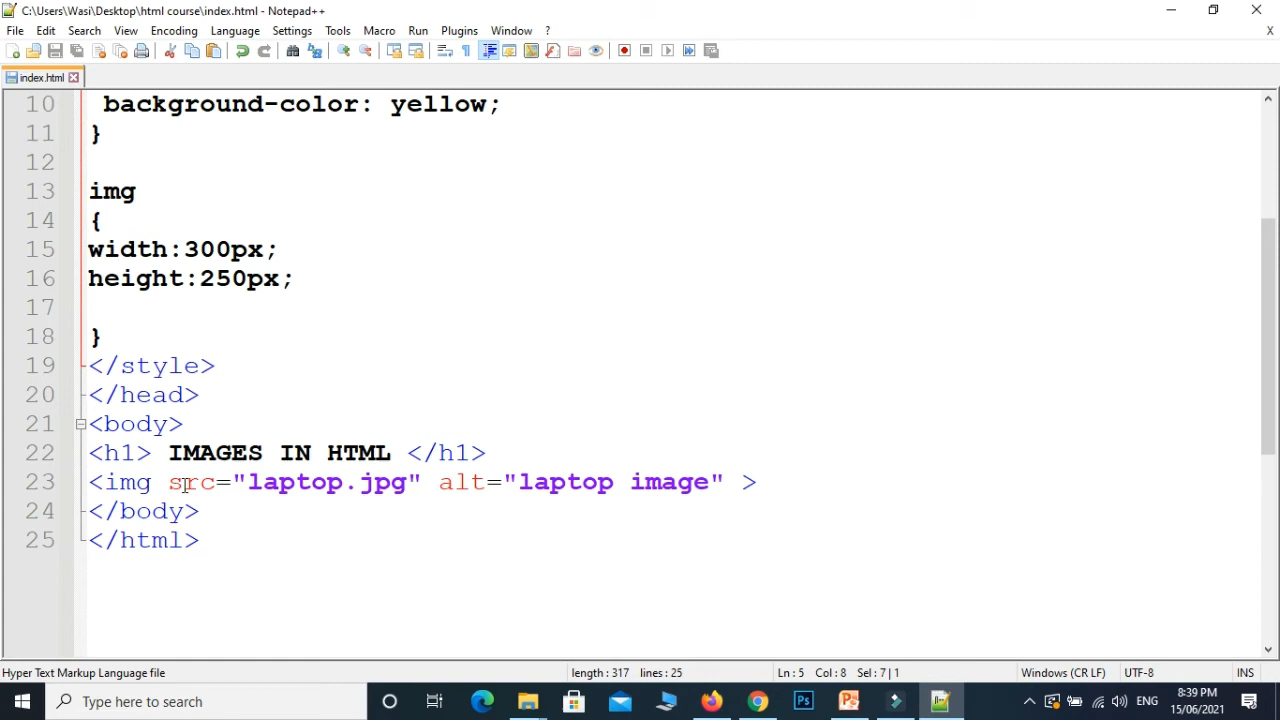 C:\Users\Wasi\Desktop\html course\index.html - Notepad++
File Edit Search View Encoding Language Settings Tools Macro Run Plugins Window ? X
index.html
10 background-color: yellow;
11 }
12
13 img
14 {
15 width:300px;
16 height:250px;
17
18 }
19 </style>
20 </head>
21 <body>
22 <h1> IMAGES IN HTML </h1>
23 <img src="laptop.jpg" alt="laptop image" >
24 </body>
25 </html>
Hyper Text Markup Language file length : 317 lines : 25 Ln : 5 Col : 8 Sel : 7 | 1 Windows (CR LF) UTF-8 INS
Type here to search ENG 8:39 PM
15/06/2021